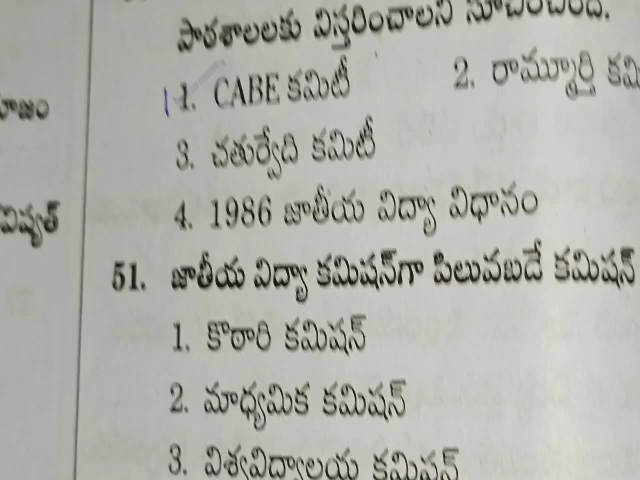 పాఠశాలలకు విస్తరించాలని సూచించింది.
1. CABE కమిటీ 2. రామ్మూర్తి
3. చతుర్వేది కమిటీ
4. 1986 జాతీయ విద్యా విధానం
51. జాతీయ విద్యా కమిషన్‌గా పిలువబడే కమిషన్
1. కొఠారి కమిషన్
2. మాధ్యమిక కమిషన్
3. విశ్వవిద్యాలయ కమిషన్